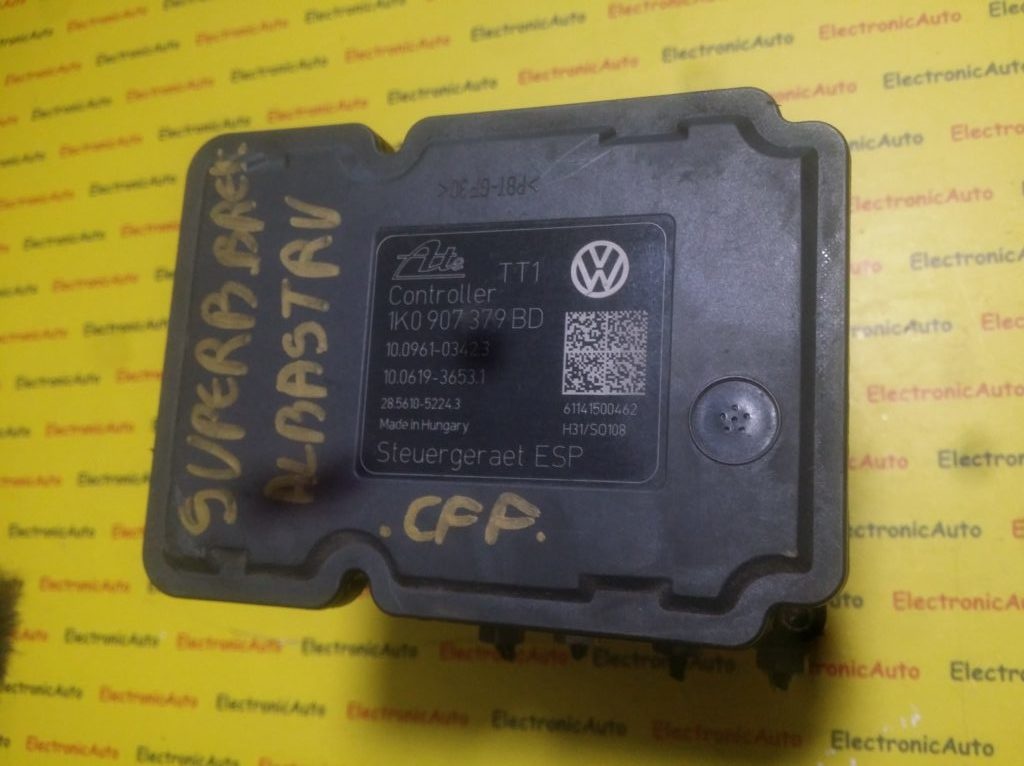 SUPERB.BREK.
ALBASTRU
>PBT-GF30<
Ate
TT1
Controller
1K0 907 379 BD
10.0961-0342.3
10.0619-3653.1
28.5610-5224.3
61141500462
Made in Hungary
H31/SO108
Steuergeraet ESP
.CFF.
ElectronicAuto